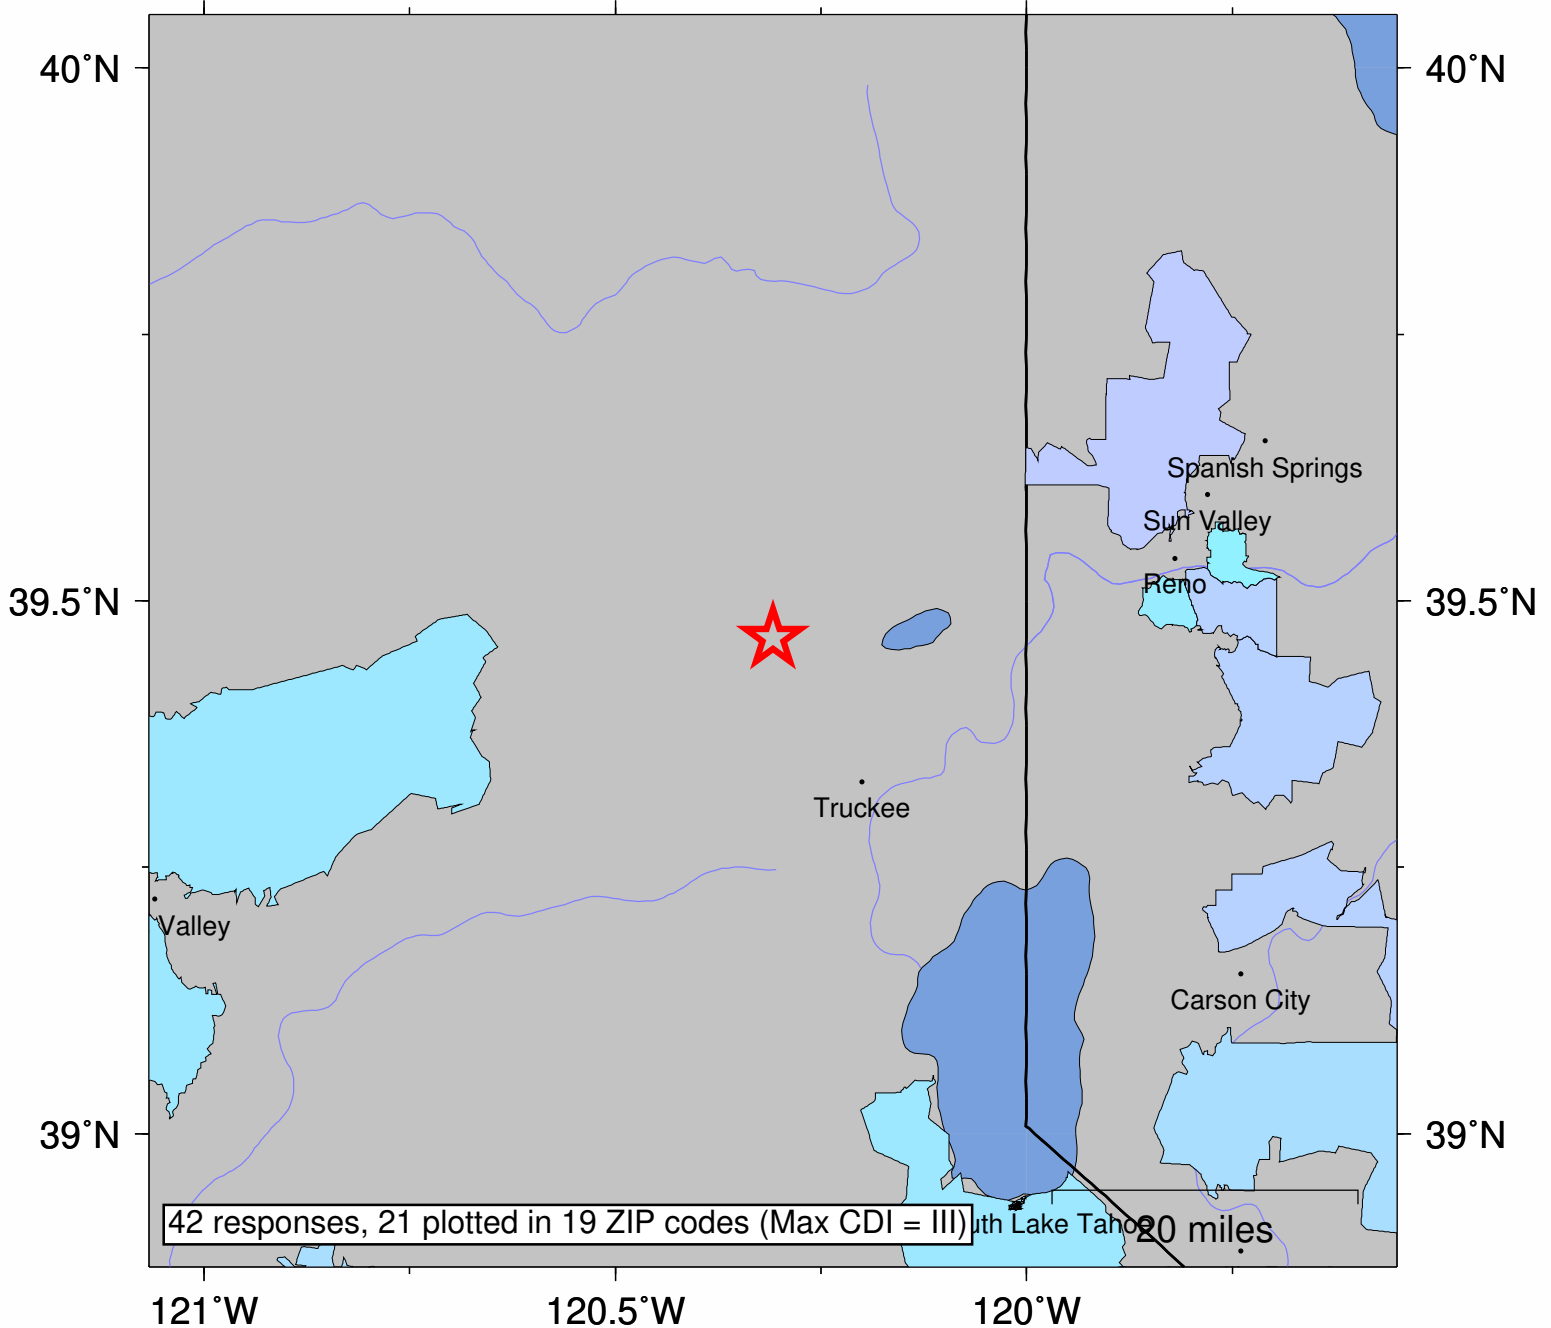 40°N 40°N
Spanish Springs
Sun Valley
Reno
39.5°N 39.5°N
Truckee
Valley
Carson City
39°N 39°N
42 responses, 21 plotted in 19 ZIP codes (Max CDI = III)
uth Lake Tahoe
20 miles
121°W 120.5°W 120°W